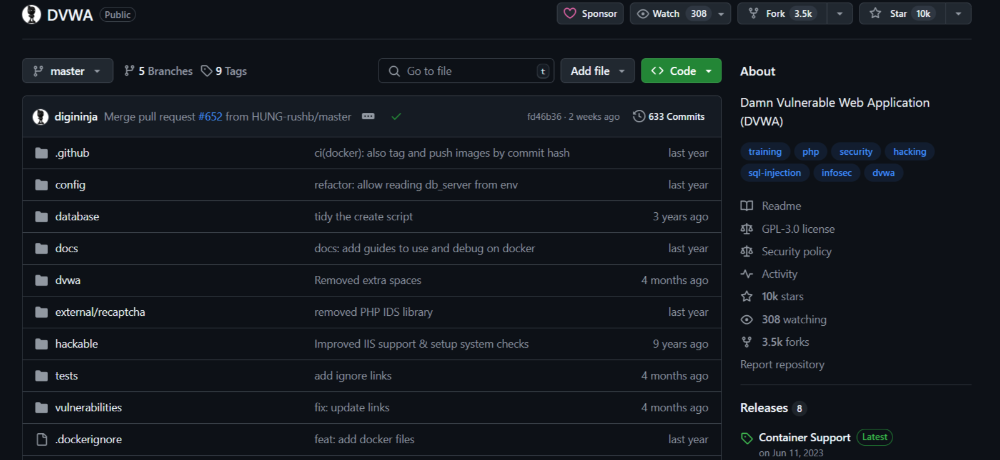 DVWA Public Sponsor Watch 308 Fork 3.5k Star 10k
master 5 Branches 9 Tags Go to file t Add file Code
digininja Merge pull request #652 from HUNG-rushb/master fd46b36 · 2 weeks ago 633 Commits
.github ci(docker): also tag and push images by commit hash last year
config refactor: allow reading db_server from env last year
database tidy the create script 3 years ago
docs docs: add guides to use and debug on docker last year
dvwa Removed extra spaces 4 months ago
external/recaptcha removed PHP IDS library last year
hackable Improved IIS support & setup system checks 9 years ago
tests add ignore links 4 months ago
vulnerabilities fix: update links 4 months ago
.dockerignore feat: add docker files last year
About
Damn Vulnerable Web Application
(DVWA)
training php security hacking
sql-injection infosec dvwa
Readme
GPL-3.0 license
Security policy
Activity
10k stars
308 watching
3.5k forks
Report repository
Releases 8
Container Support Latest
on Jun 11, 2023